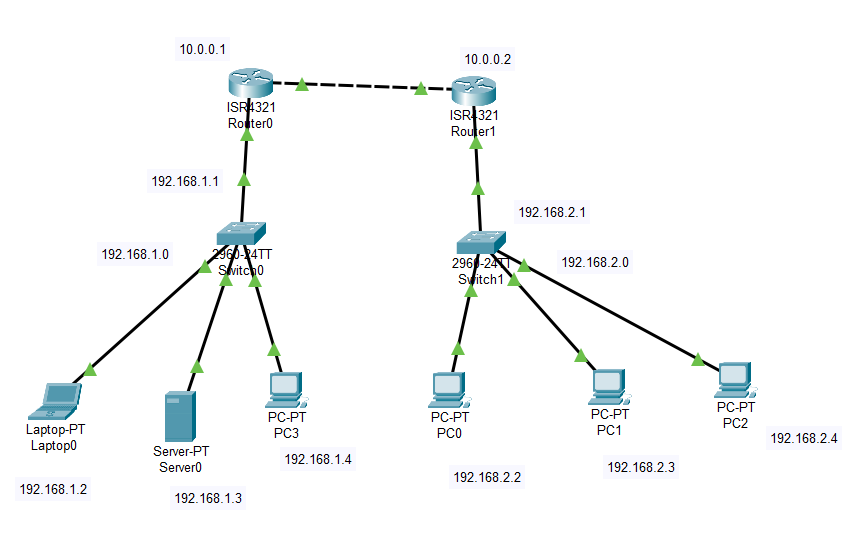 10.0.0.1
10.0.0.2
ISR4321
Router0
ISR4321
Router1
192.168.1.1
192.168.2.1
192.168.1.0
2960-24TT
Switch0
2960-24TT
Switch1
192.168.2.0
Laptop-PT
Laptop0
Server-PT
Server0
PC-PT
PC3
PC-PT
PC0
PC-PT
PC1
PC-PT
PC2
192.168.1.2
192.168.1.3
192.168.1.4
192.168.2.2
192.168.2.3
192.168.2.4